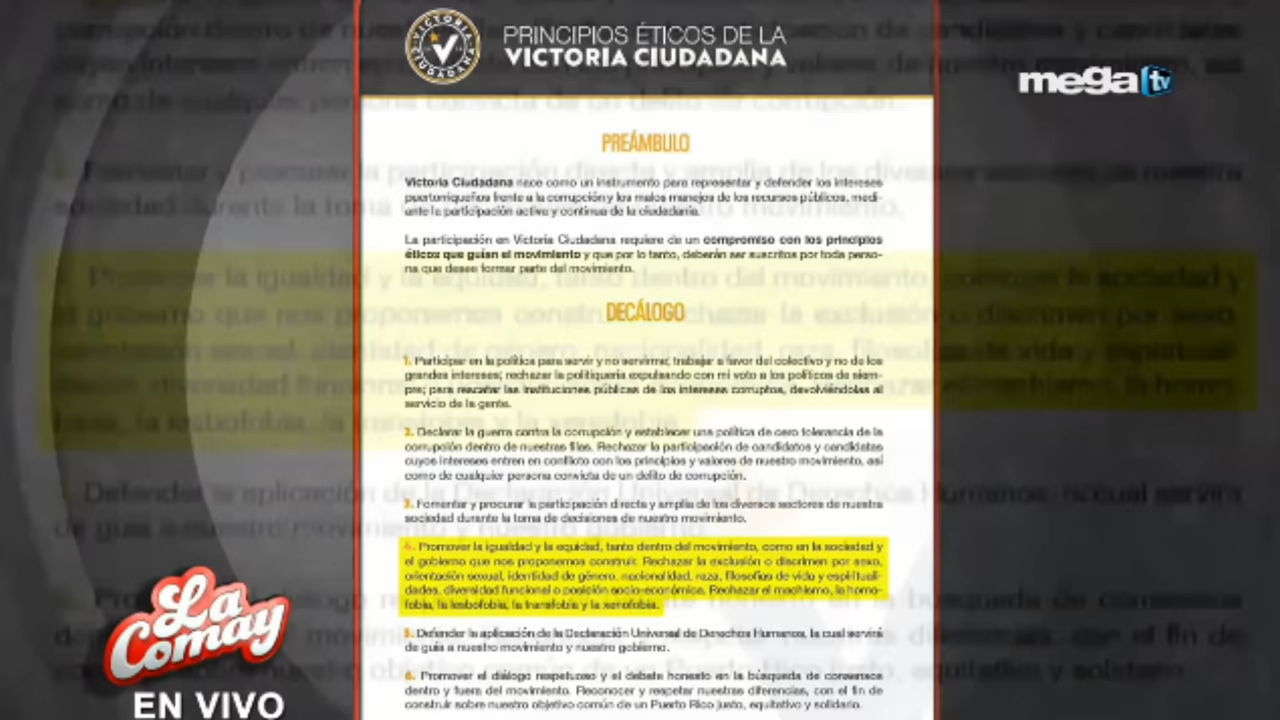 VICTORIA
CIUDADANA
PRINCIPIOS ÉTICOS DE LA
VICTORIA CIUDADANA
mega tv
PREÁMBULO
Victoria Ciudadana nace como un instrumento para representar y defender los intereses
puertorriqueños frente a la corrupción y los malos manejos de los recursos públicos, medi-
ante la participación activa y continua de la ciudadanía.
La participación en Victoria Ciudadana requiere de un compromiso con los principios
éticos que guían el movimiento y que por lo tanto, deberán ser suscritos por toda perso-
na que desee formar parte del movimiento.
DECÁLOGO
1. Participar en la política para servir y no servirme; trabajar a favor del colectivo y no de los
grandes intereses; rechazar la politiquería expulsando con mi voto a los políticos de siem-
pre; para rescatar las instituciones públicas de los intereses corruptos, devolviéndolas al
servicio de la gente.
2. Declarar la guerra contra la corrupción y establecer una política de cero tolerancia de la
corrupción dentro de nuestras filas. Rechazar la participación de candidatos y candidatas
cuyos intereses entren en conflicto con los principios y valores de nuestro movimiento, así
como de cualquier persona convicta de un delito de corrupción.
3. Fomentar y procurar la participación directa y amplia de los diversos sectores de nuestra
sociedad durante la toma de decisiones de nuestro movimiento.
4. Promover la igualdad y la equidad, tanto dentro del movimiento, como en la sociedad y
el gobierno que nos proponemos construir. Rechazar la exclusión o discrimen por sexo,
orientación sexual, identidad de género, nacionalidad, raza, filosofías de vida y espirituali-
dades, diversidad funcional o posición socio-económica. Rechazar el machismo, la homo-
fobia, la lesbofobia, la transfobia y la xenofobia.
5. Defender la aplicación de la Declaración Universal de Derechos Humanos, la cual servirá
de guía a nuestro movimiento y nuestro gobierno.
6. Promover el diálogo respetuoso y el debate honesto en la búsqueda de consensos
dentro y fuera del movimiento. Reconocer y respetar nuestras diferencias, con el fin de
construir sobre nuestro objetivo común de un Puerto Rico justo, equitativo y solidario.
La
Comay
EN VIVO